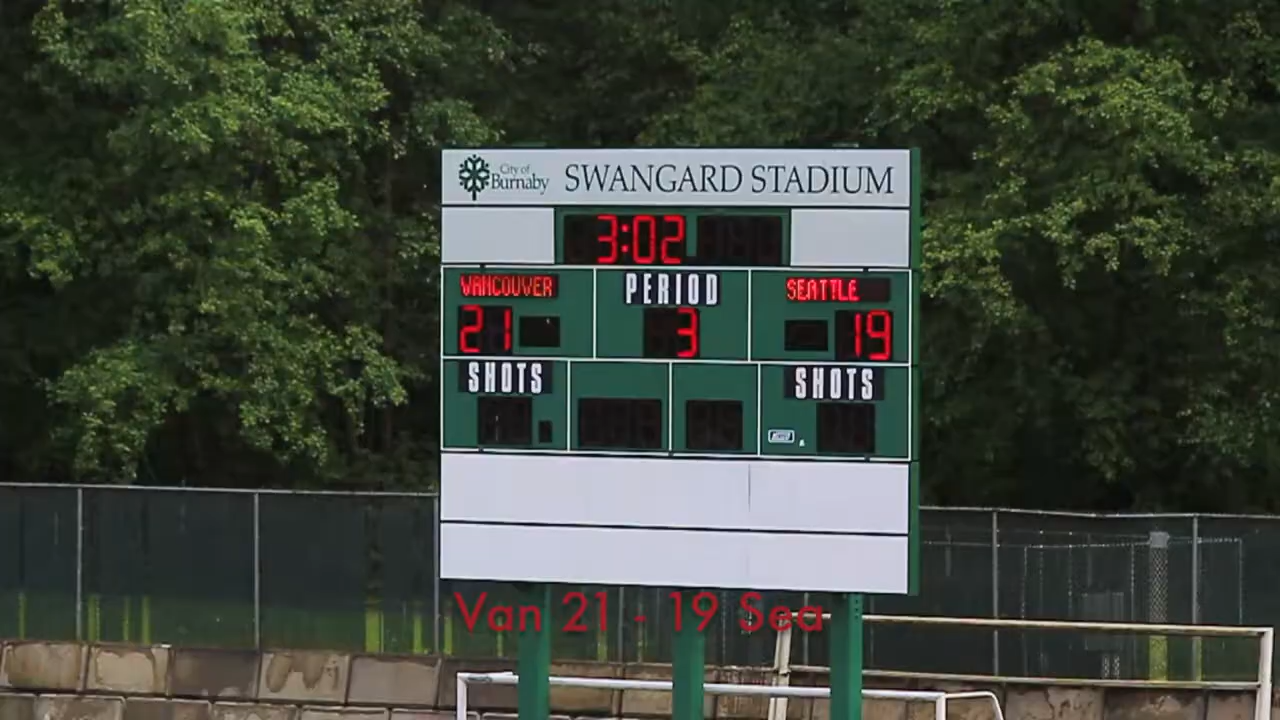 City of
Burnaby
SWANGARD STADIUM
3:02
VANCOUVER
PERIOD
SEATTLE
21
3
19
SHOTS
SHOTS
Van 21 - 19 Sea